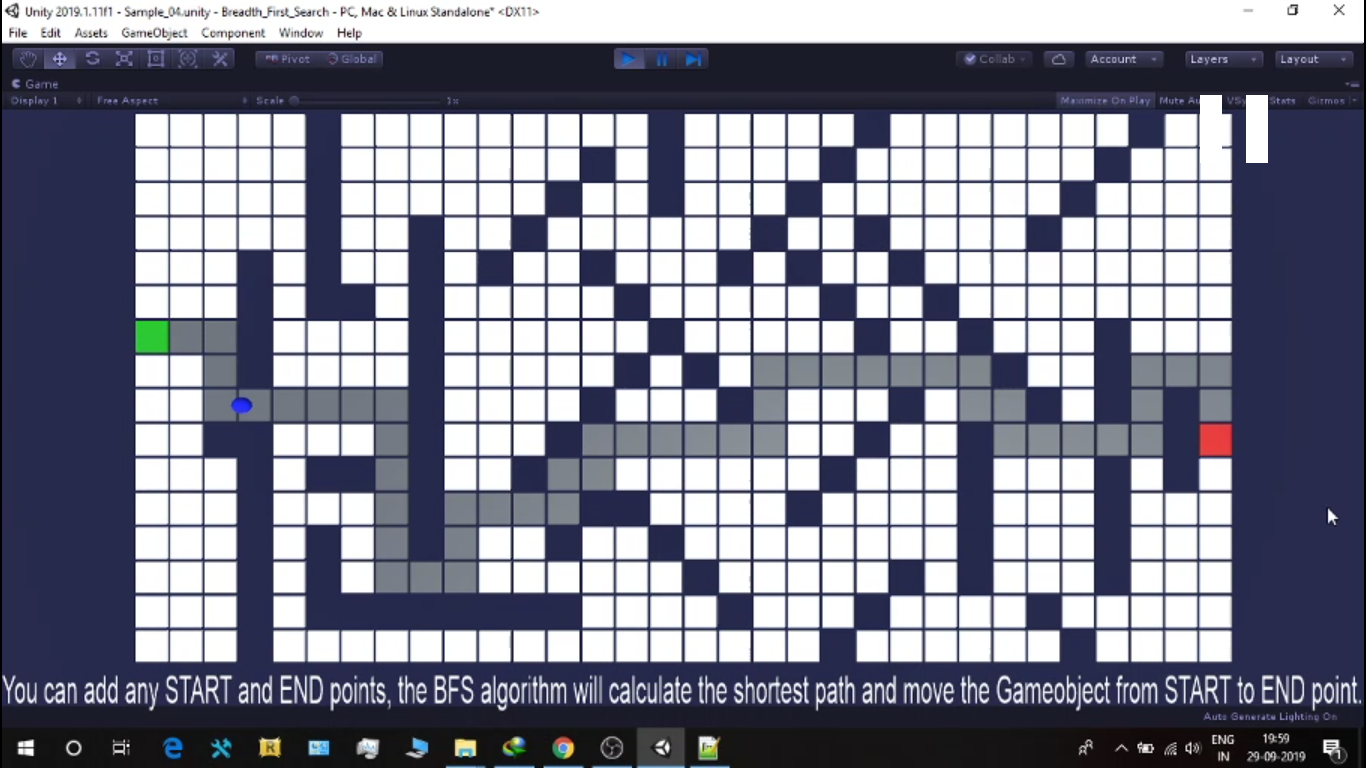 Unity 2019.1.11f1 - Sample_04.unity - Breadth_First_Search - PC, Mac & Linux Standalone* <DX11>
File Edit Assets GameObject Component Window Help
Pivot Global Collab Account Layers Layout
Game
Display 1 Free Aspect Scale 1x Maximize On Play Mute Stats Gizmos
You can add any START and END points, the BFS algorithm will calculate the shortest path and move the Gameobject from START to END point.
Auto Generate Lighting On
ENG 19:59
IN 29-09-2019